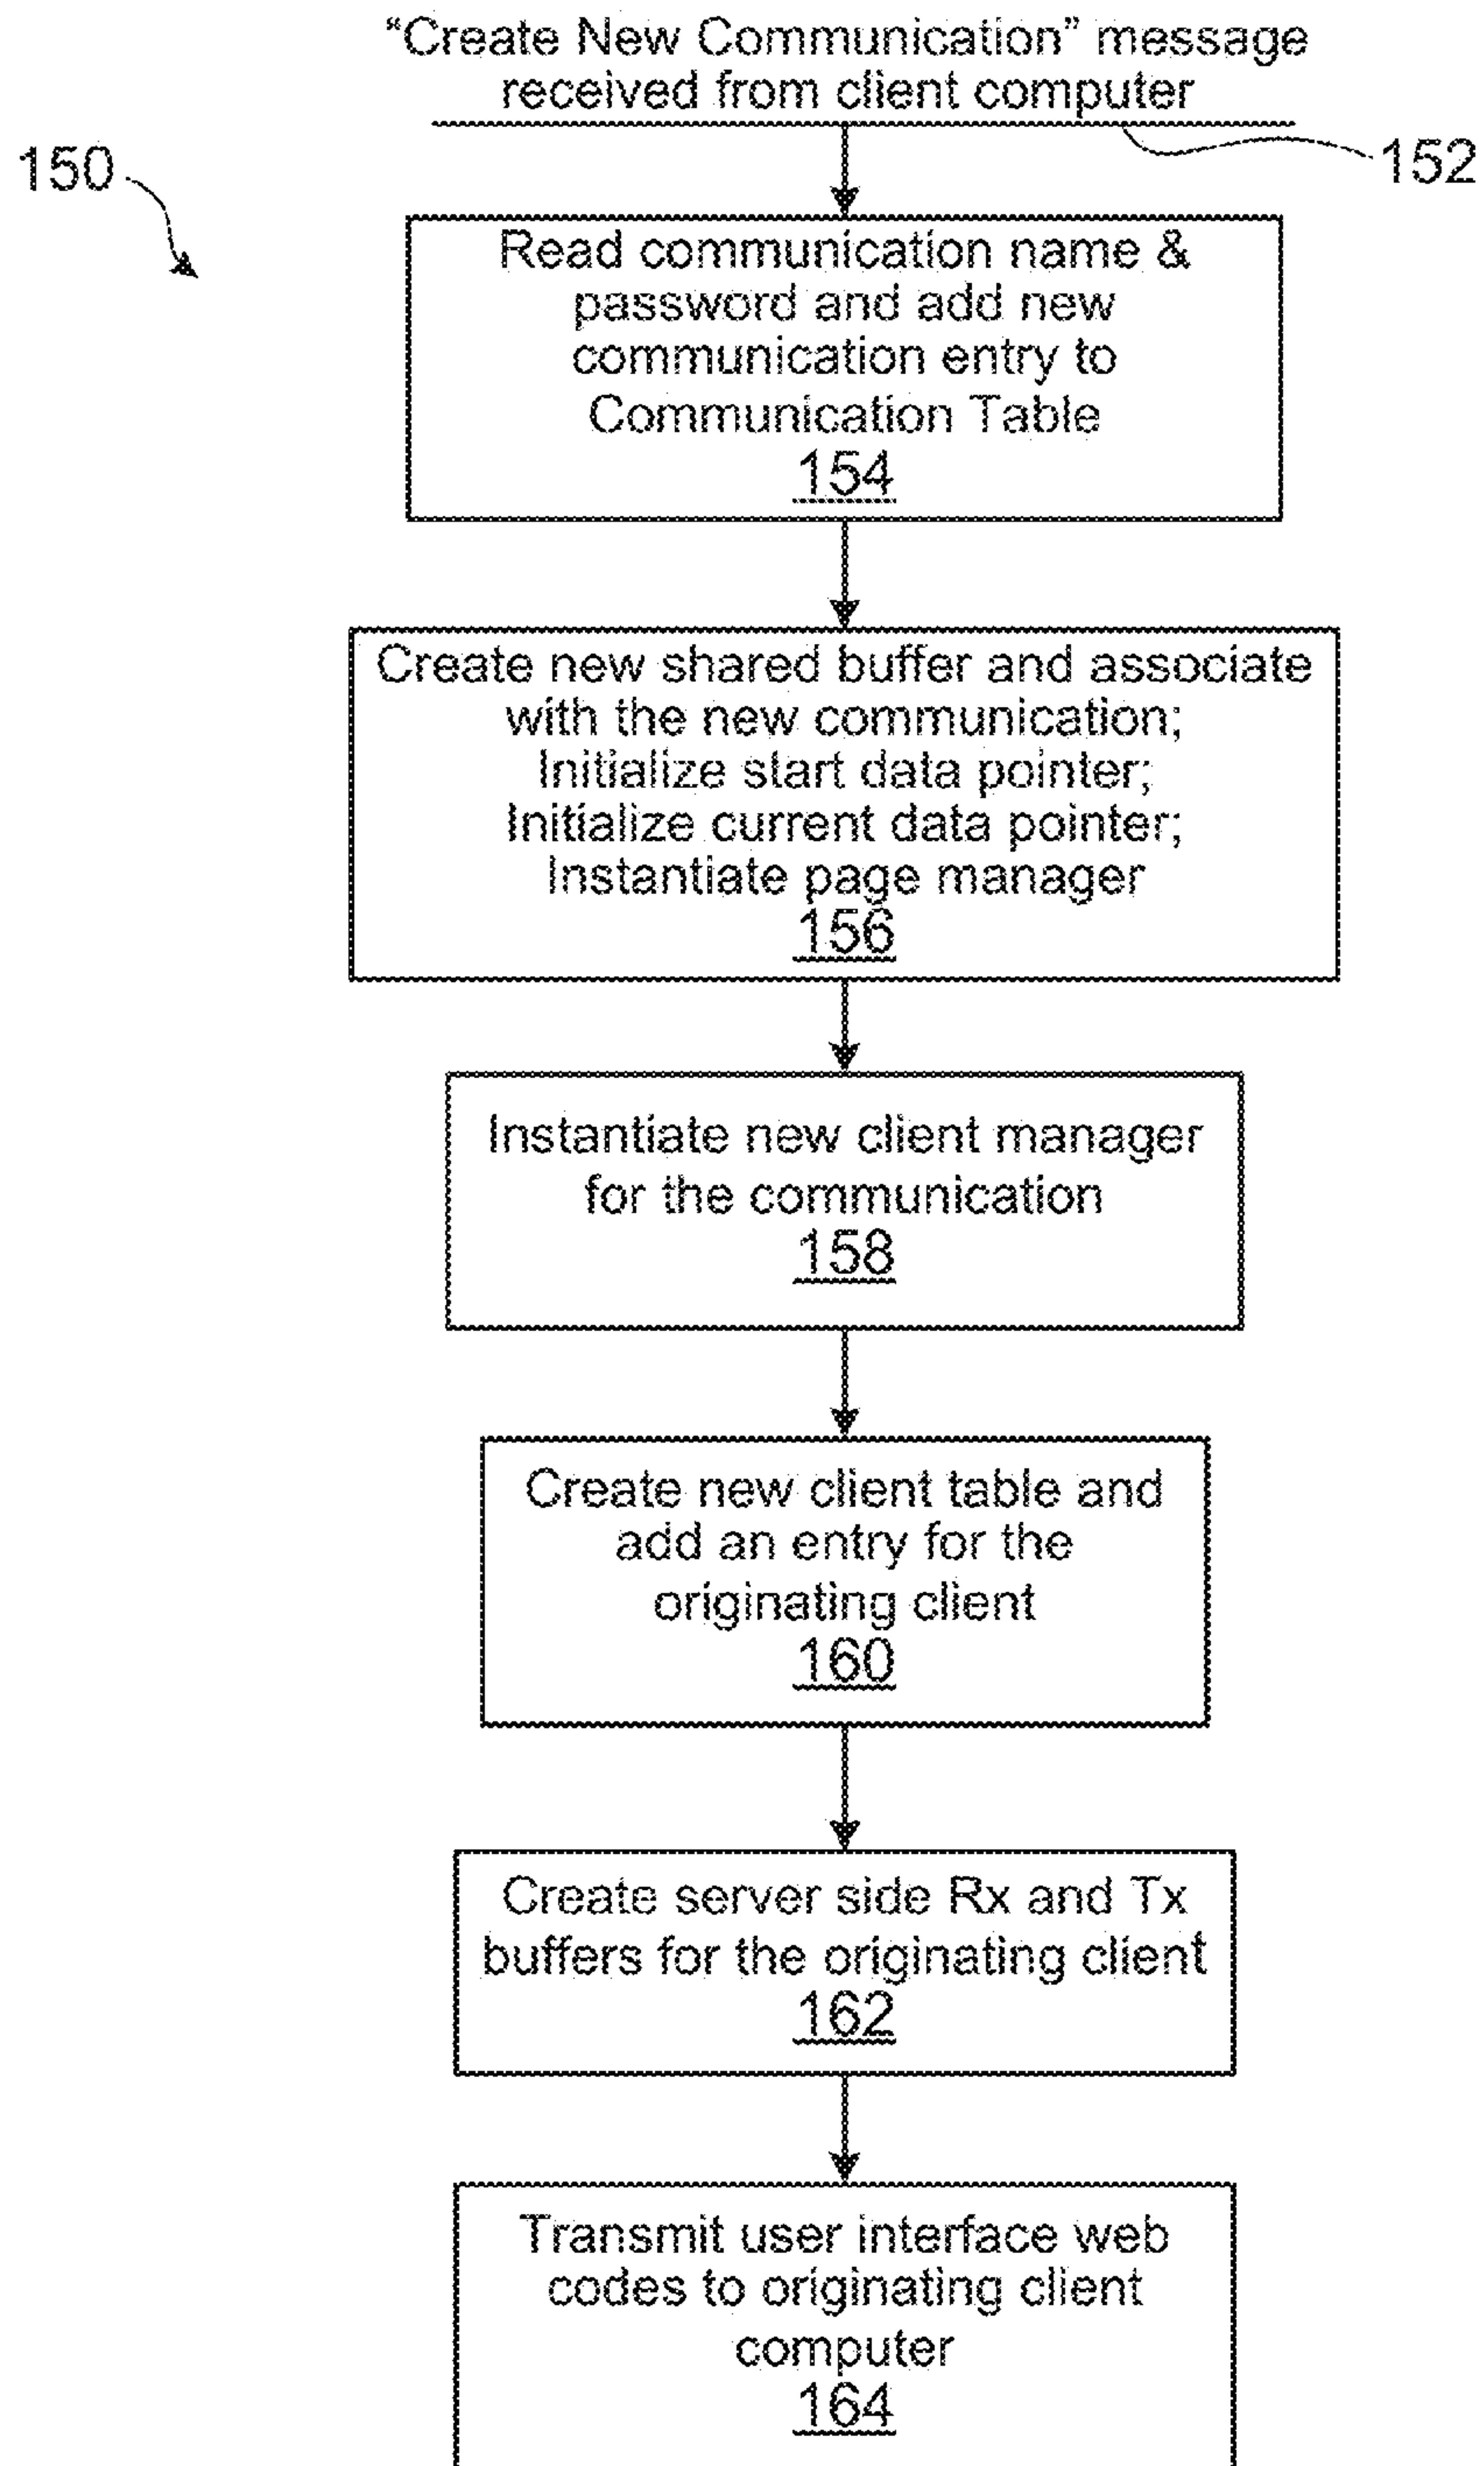 “Create New Communication” message
received from client computer
150
152
Read communication name &
password and add new
communication entry to
Communication Table
154
Create new shared buffer and associate
with the new communication;
Initialize start data pointer;
Initialize current data pointer;
Instantiate page manager
156
Instantiate new client manager
for the communication
158
Create new client table and
add an entry for the
originating client
160
Create server side Rx and Tx
buffers for the originating client
162
Transmit user interface web
codes to originating client
computer
164